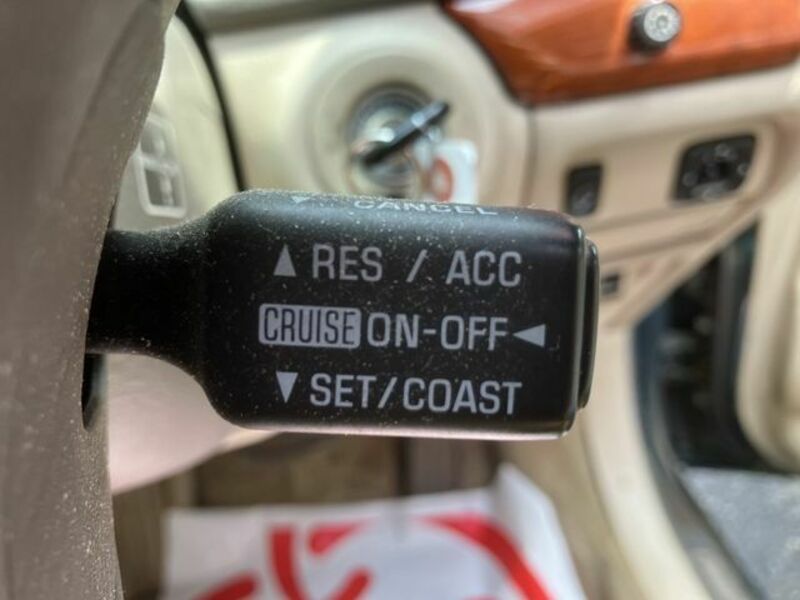 ▼ CANCEL
▲ RES / ACC
CRUISE ON-OFF ◄
▼ SET/COAST